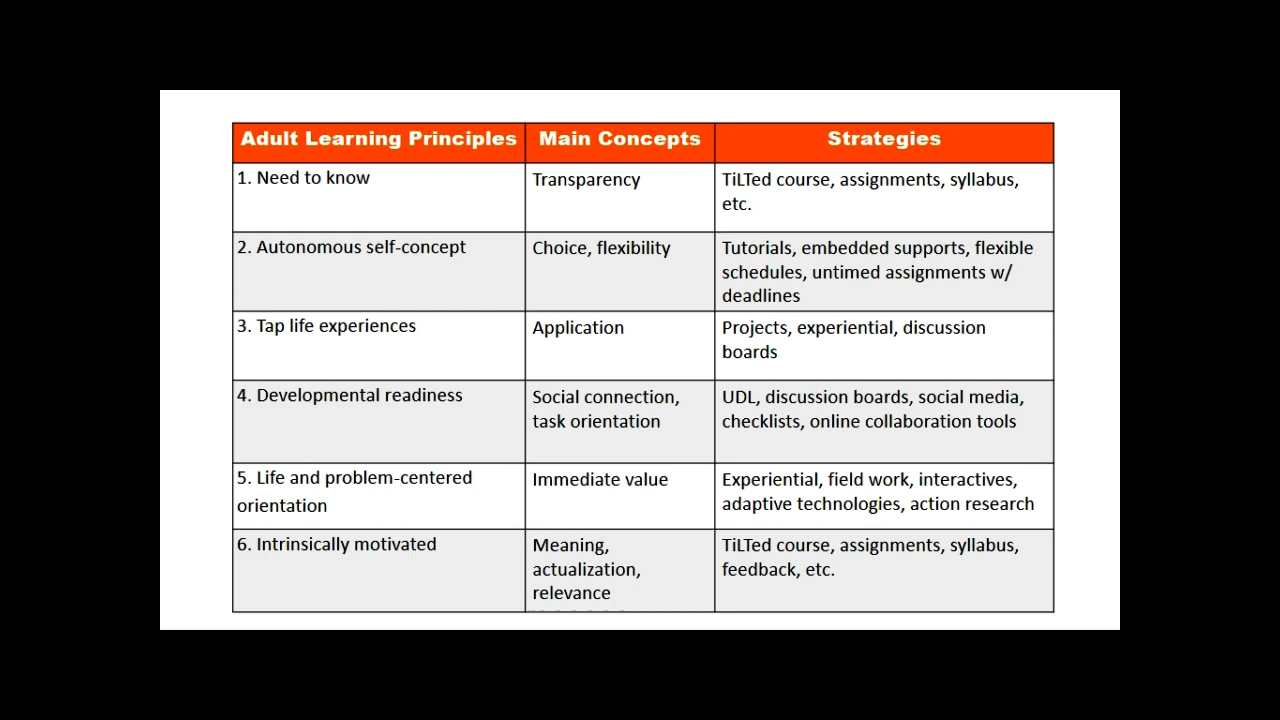 Adult Learning Principles Main Concepts Strategies
1. Need to know
Transparency
TiLTed course, assignments, syllabus,
etc.
2. Autonomous self-concept
Choice, flexibility
Tutorials, embedded supports, flexible
schedules, untimed assignments w/
deadlines
3. Tap life experiences
Application
Projects, experiential, discussion
boards
4. Developmental readiness
Social connection,
task orientation
UDL, discussion boards, social media,
checklists, online collaboration tools
5. Life and problem-centered
orientation
Immediate value
Experiential, field work, interactives,
adaptive technologies, action research
6. Intrinsically motivated
Meaning,
actualization,
relevance
TiLTed course, assignments, syllabus,
feedback, etc.